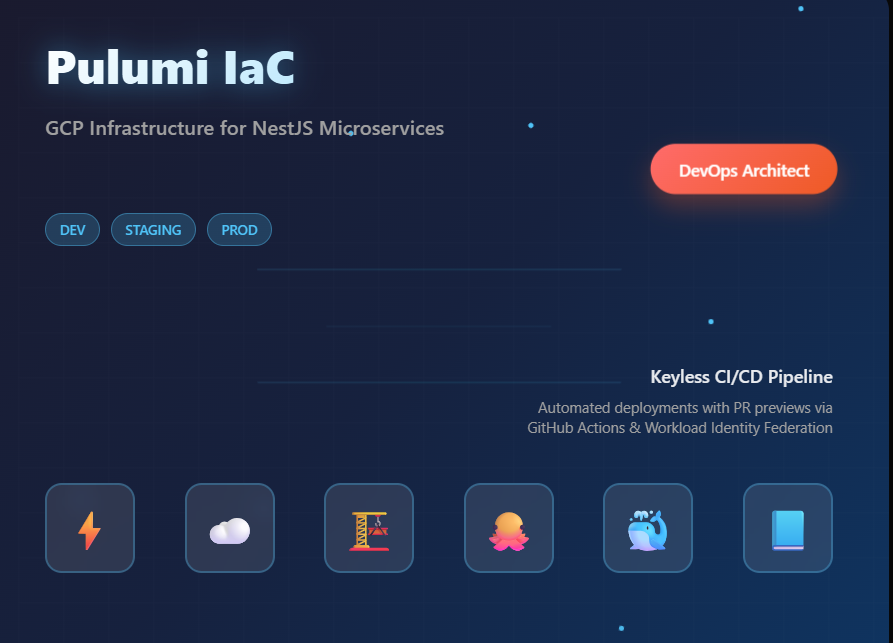 Pulumi IaC
GCP Infrastructure for NestJS Microservices
DevOps Architect
DEV
STAGING
PROD
Keyless CI/CD Pipeline
Automated deployments with PR previews via
GitHub Actions & Workload Identity Federation